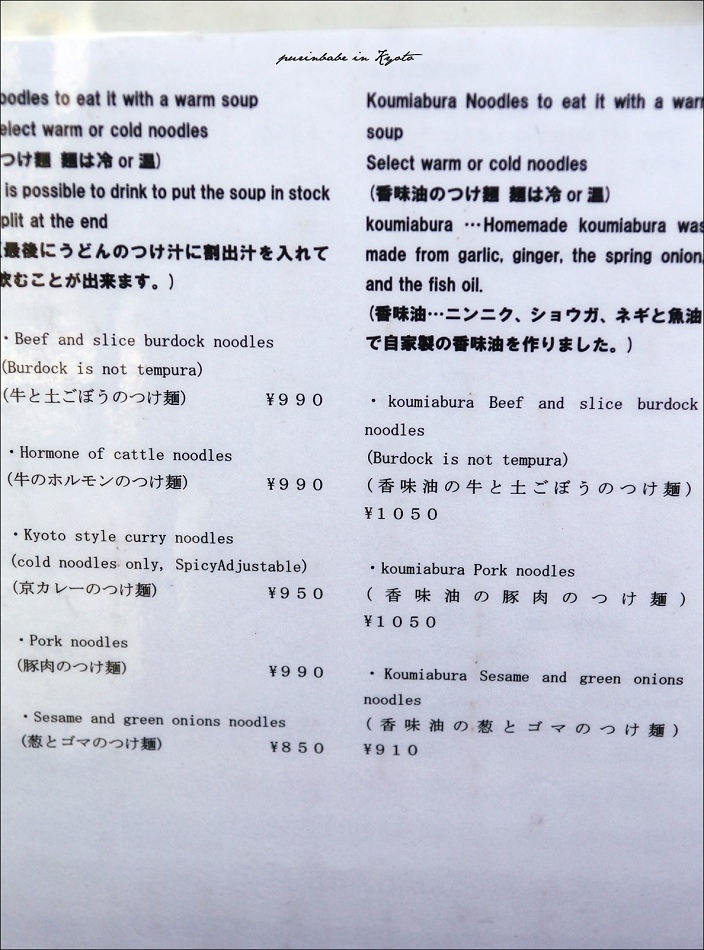 purinbabe in Kyoto
to eat it with a warm soup
warm or cold noodles
つけ麺 麺は冷 or 温)
is possible to drink to put the soup in stock
at the end
最後にうどんのつけ汁に割出汁を入れて
飲むことが出来ます。)
・Beef and slice burdock noodles
(Burdock is not tempura)
(牛と土ごぼうのつけ麺) ¥990
・Hormone of cattle noodles
(牛のホルモンのつけ麺) ¥990
・Kyoto style curry noodles
(cold noodles only, SpicyAdjustable)
(京カレーのつけ麺) ¥950
・Pork noodles
(豚肉のつけ麺) ¥990
・Sesame and green onions noodles
(葱とゴマのつけ麺) ¥850
Koumiabura Noodles to eat it with a
soup
Select warm or cold noodles
(香味油のつけ麺 麺は冷 or 温)
koumiabura …Homemade koumiabura was
made from garlic, ginger, the spring onion,
and the fish oil.
(香味油…ニンニク、ショウガ、ネギと魚油
で自家製の香味油を作りました。)
・koumiabura Beef and slice burdock
noodles
(Burdock is not tempura)
(香味油の牛と土ごぼうのつけ麺)
¥1050
・koumiabura Pork noodles
(香味油の豚肉のつけ麺)
¥1050
・Koumiabura Sesame and green onions
noodles
(香味油の葱とゴマのつけ麺)
¥910